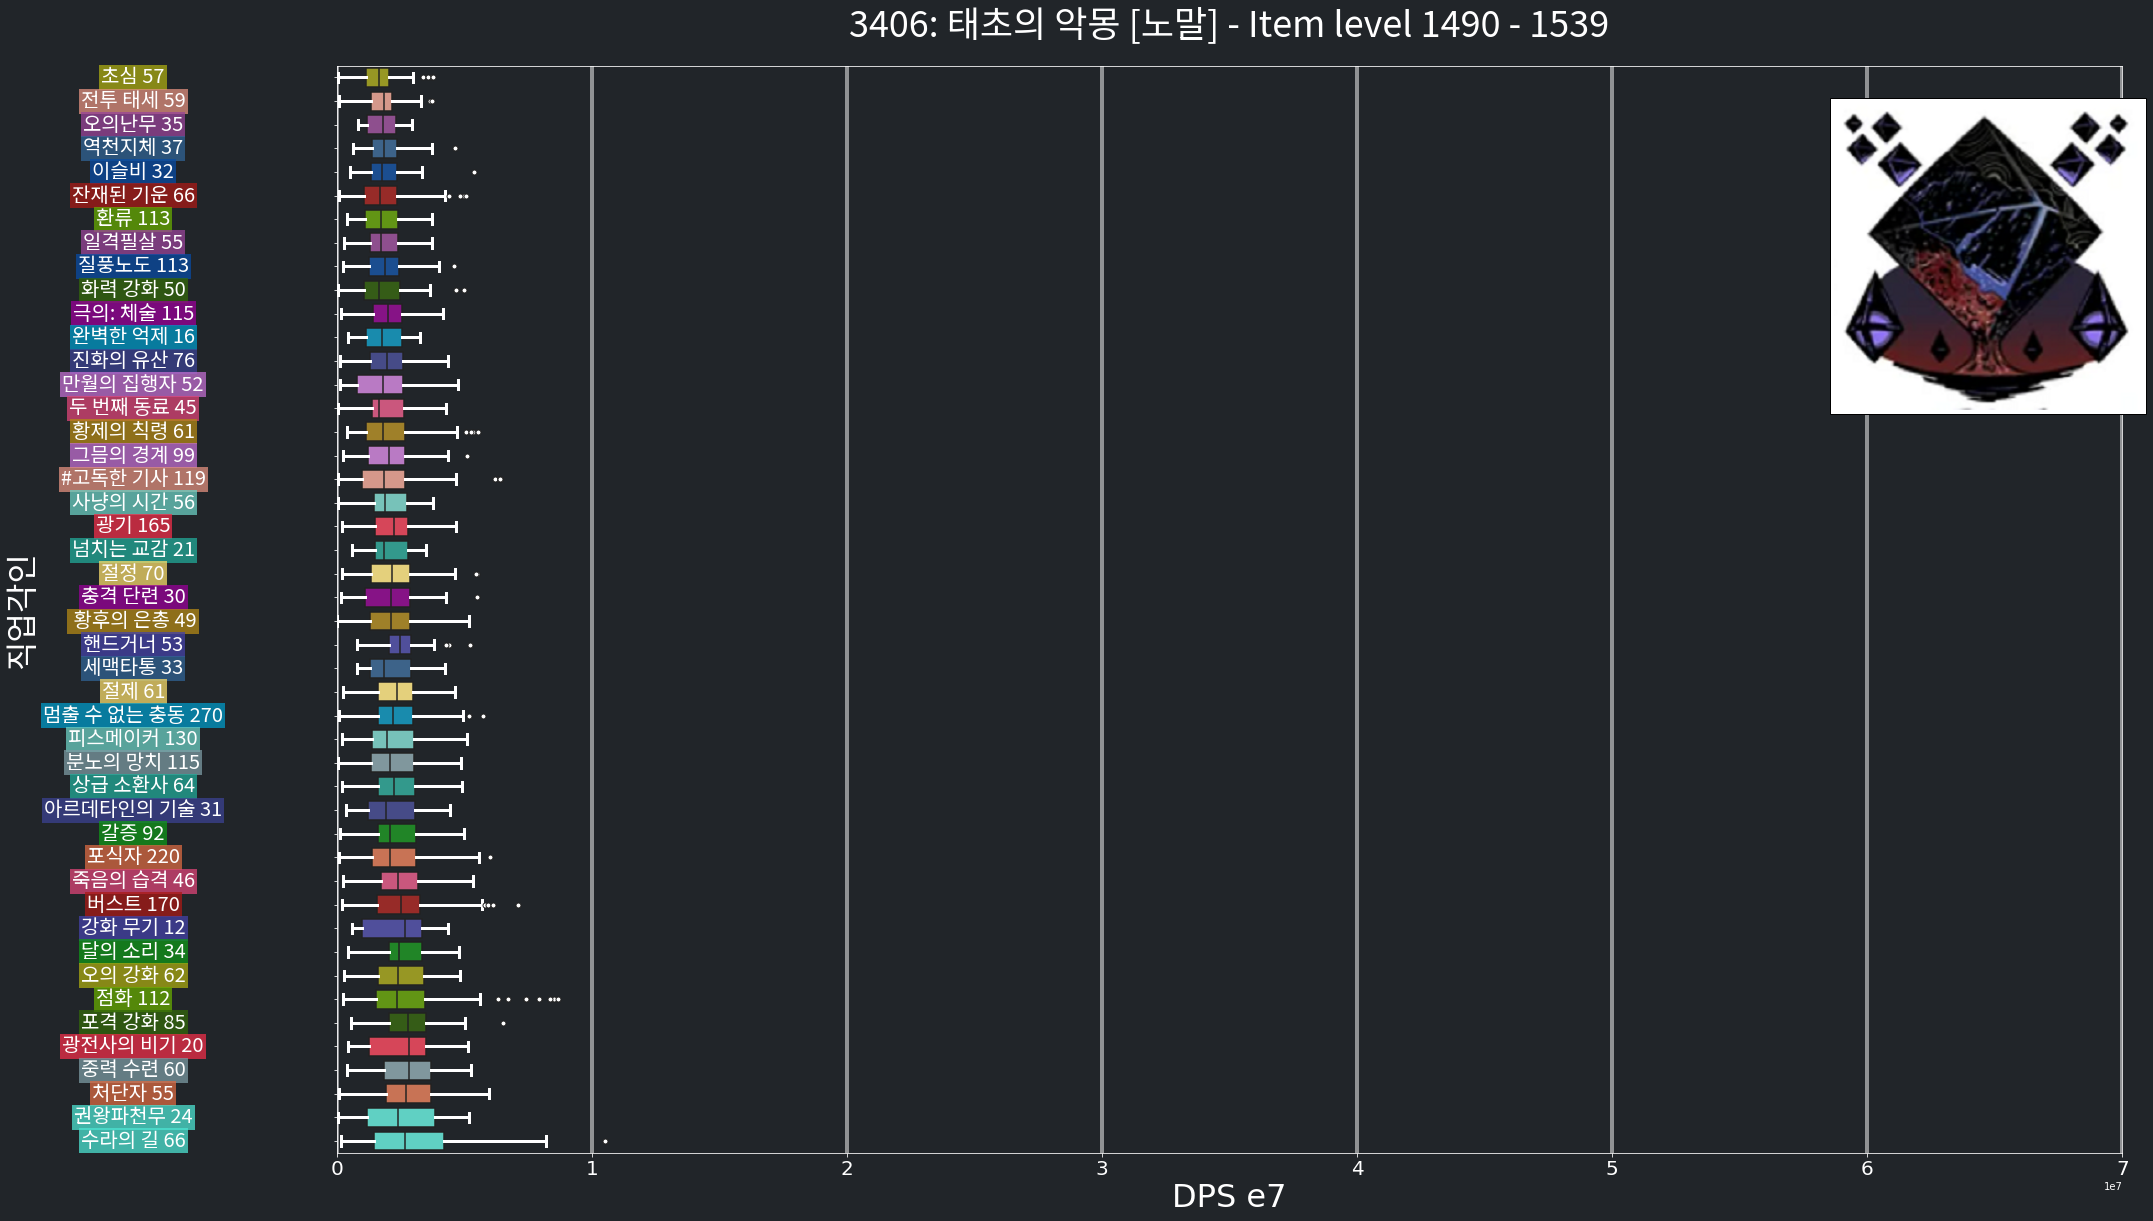 3406: 태초의 악몽 [노말] - Item level 1490 - 1539
초심 57
전투 태세 59
오의난무 35
역천지체 37
이슬비 32
잔재된 기운 66
환류 113
일격필살 55
질풍노도 113
화력 강화 50
극의: 체술 115
완벽한 억제 16
진화의 유산 76
만월의 집행자 52
두 번째 동료 45
황제의 칙령 61
그믐의 경계 99
#고독한 기사 119
사냥의 시간 56
광기 165
넘치는 교감 21
절정 70
충격 단련 30
황후의 은총 49
핸드거너 53
세맥타통 33
절제 61
멈출 수 없는 충동 270
피스메이커 130
분노의 망치 115
상급 소환사 64
아르데타인의 기술 31
갈증 92
포식자 220
죽음의 습격 46
버스트 170
강화 무기 12
달의 소리 34
오의 강화 62
점화 112
포격 강화 85
광전사의 비기 20
중력 수련 60
처단자 55
권왕파천무 24
수라의 길 66
직업각인
0 1 2 3 4 5 6 7
1e7
DPS e7